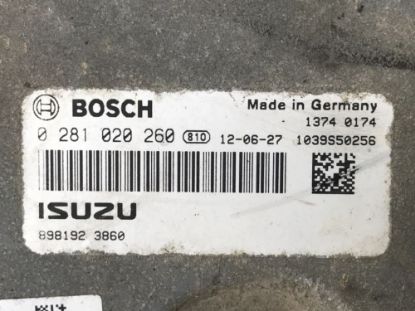 BOSCH Made in Germany
1374 0174
0 281 020 260 810 12-06-27 1039S50256
ISUZU
898192 3860